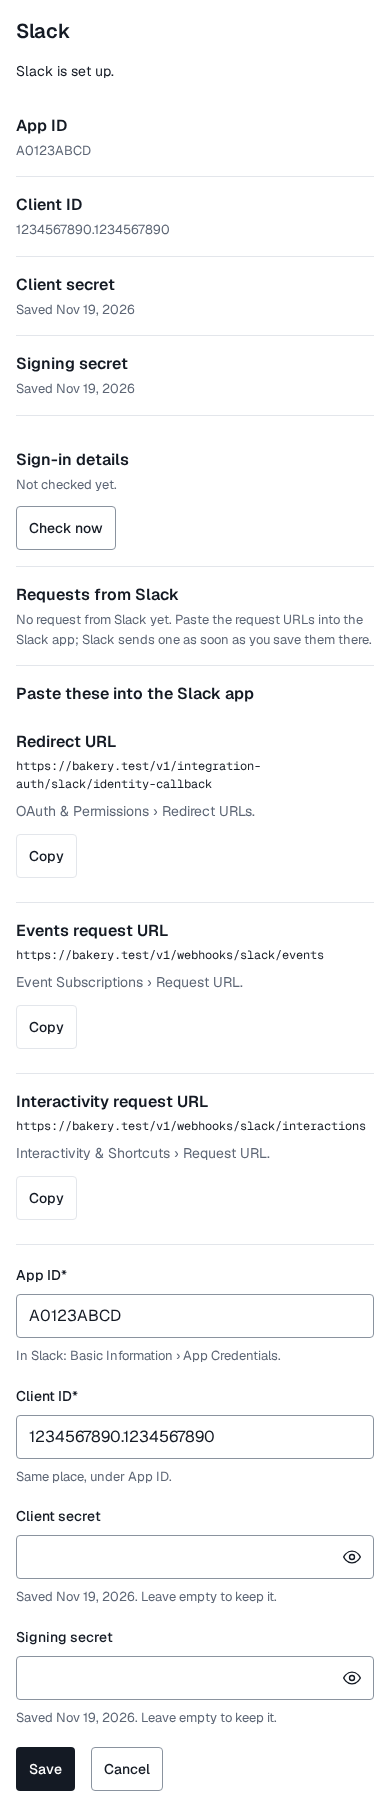 Slack
Slack is set up.
App ID
A0123ABCD
Client ID
1234567890.1234567890
Client secret
Saved Nov 19, 2026
Signing secret
Saved Nov 19, 2026
Sign-in details
Not checked yet.
Check now
Requests from Slack
No request from Slack yet. Paste the request URLs into the
Slack app; Slack sends one as soon as you save them there.
Paste these into the Slack app
Redirect URL
https://bakery.test/v1/integration-
auth/slack/identity-callback
OAuth & Permissions › Redirect URLs.
Copy
Events request URL
https://bakery.test/v1/webhooks/slack/events
Event Subscriptions › Request URL.
Copy
Interactivity request URL
https://bakery.test/v1/webhooks/slack/interactions
Interactivity & Shortcuts › Request URL.
Copy
App ID*
A0123ABCD
In Slack: Basic Information › App Credentials.
Client ID*
1234567890.1234567890
Same place, under App ID.
Client secret
Saved Nov 19, 2026. Leave empty to keep it.
Signing secret
Saved Nov 19, 2026. Leave empty to keep it.
Save Cancel